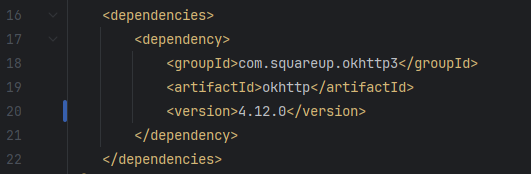 16 <dependencies>
17 <dependency>
18 <groupId>com.squareup.okhttp3</groupId>
19 <artifactId>okhttp</artifactId>
20 <version>4.12.0</version>
21 </dependency>
22 </dependencies>